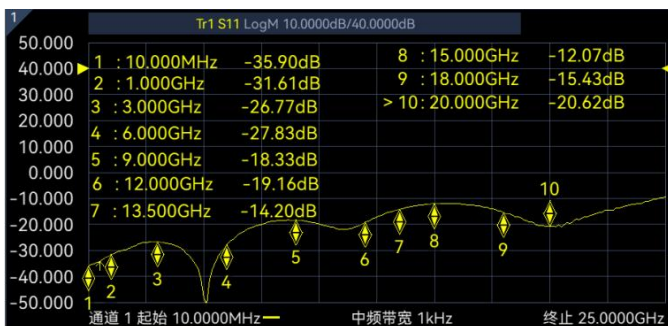 1
Tr1 S11 LogM 10.0000dB/40.0000dB
50.000
40.000
30.000
20.000
10.000
0.000
-10.000
-20.000
-30.000
-40.000
-50.000
1 : 10.000MHz -35.90dB
2 : 1.000GHz -31.61dB
3 : 3.000GHz -26.77dB
4 : 6.000GHz -27.83dB
5 : 9.000GHz -18.33dB
6 : 12.000GHz -19.16dB
7 : 13.500GHz -14.20dB
8 : 15.000GHz -12.07dB
9 : 18.000GHz -15.43dB
> 10: 20.000GHz -20.62dB
1
2
3
4
5
6
7
8
9
10
通道 1 起始 10.0000MHz
中频带宽 1kHz
终止 25.0000GHz